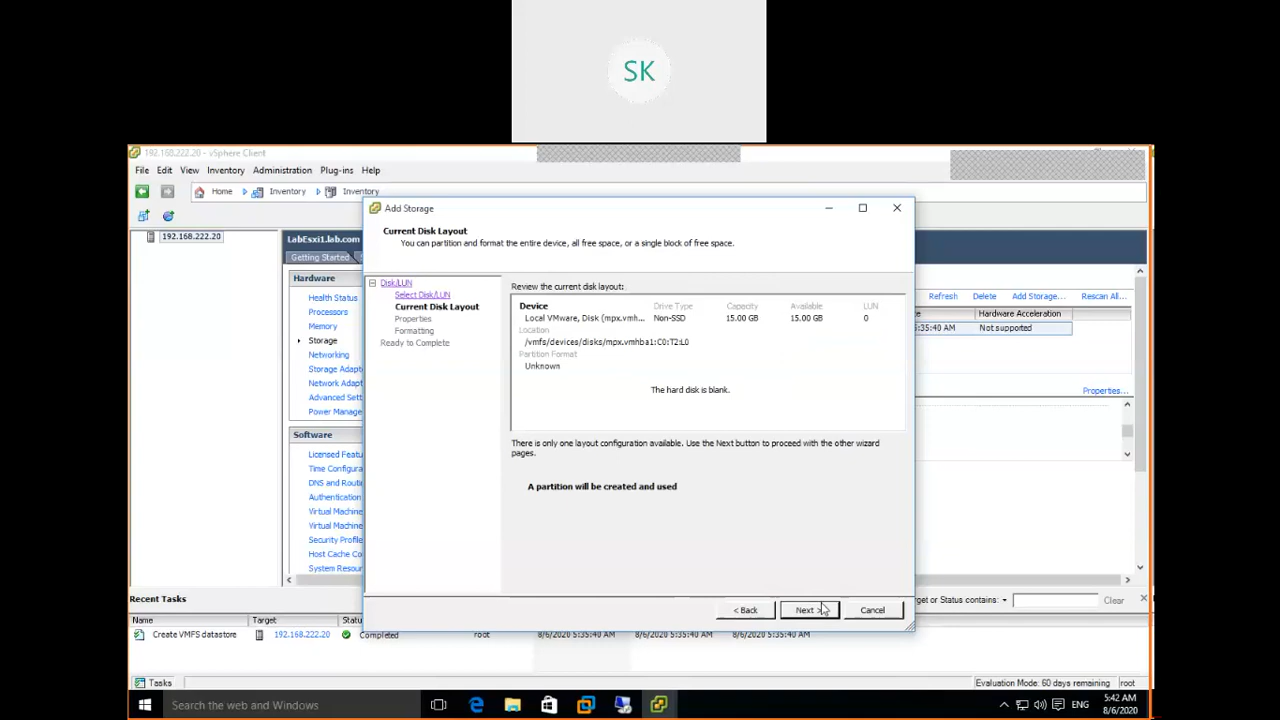 SK
192.168.222.20 - vSphere Client
File Edit View Inventory Administration Plug-ins Help
Home Inventory Inventory
192.168.222.20
LabEsxi1.lab.com
Getting Started
Hardware
Health Status
Processors
Memory
Storage
Networking
Storage Adapt
Network Adapt
Advanced Sett
Power Manage
Software
Licensed Featu
Time Configura
DNS and Routi
Authentication
Virtual Machin
Virtual Machin
Security Profile
Host Cache Co
System Resour
Add Storage
Current Disk Layout
You can partition and format the entire device, all free space, or a single block of free space.
Disk/LUN
Select Disk/LUN
Current Disk Layout
Properties
Formatting
Ready to Complete
Review the current disk layout:
Device Drive Type Capacity Available LUN
Local VMware, Disk (mpx.vmh... Non-SSD 15.00 GB 15.00 GB 0
Location
/vmfs/devices/disks/mpx.vmhba1:C0:T2:L0
Partition Format
Unknown
The hard disk is blank.
There is only one layout configuration available. Use the Next button to proceed with the other wizard
pages.
A partition will be created and used
< Back Next > Cancel
Refresh Delete Add Storage... Rescan All...
Hardware Acceleration
:35:40 AM Not supported
Properties...
Recent Tasks
Status contains: Clear
Name Target Statu
Create VMFS datastore 192.168.222.20 Completed root 8/6/2020 5:35:40 AM 8/6/2020 5:35:40 AM 8/6/2020 5:35:40 AM
Tasks Evaluation Mode: 60 days remaining root
Search the web and Windows
ENG
5:42 AM
8/6/2020